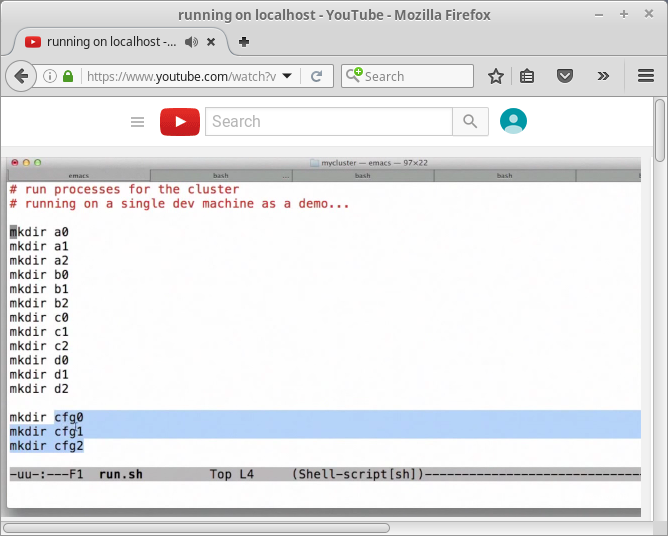 running on localhost - YouTube - Mozilla Firefox
running on localhost -...
https://www.youtube.com/watch?v
Search
Search
mycluster — emacs — 97×22
emacs
bash
...
bash
bash
# run processes for the cluster
# running on a single dev machine as a demo...
mkdir a0
mkdir a1
mkdir a2
mkdir b0
mkdir b1
mkdir b2
mkdir c0
mkdir c1
mkdir c2
mkdir d0
mkdir d1
mkdir d2
mkdir cfg0
mkdir cfg1
mkdir cfg2
-uu-:---F1  run.sh         Top L4     (Shell-script[sh])-----------------------------